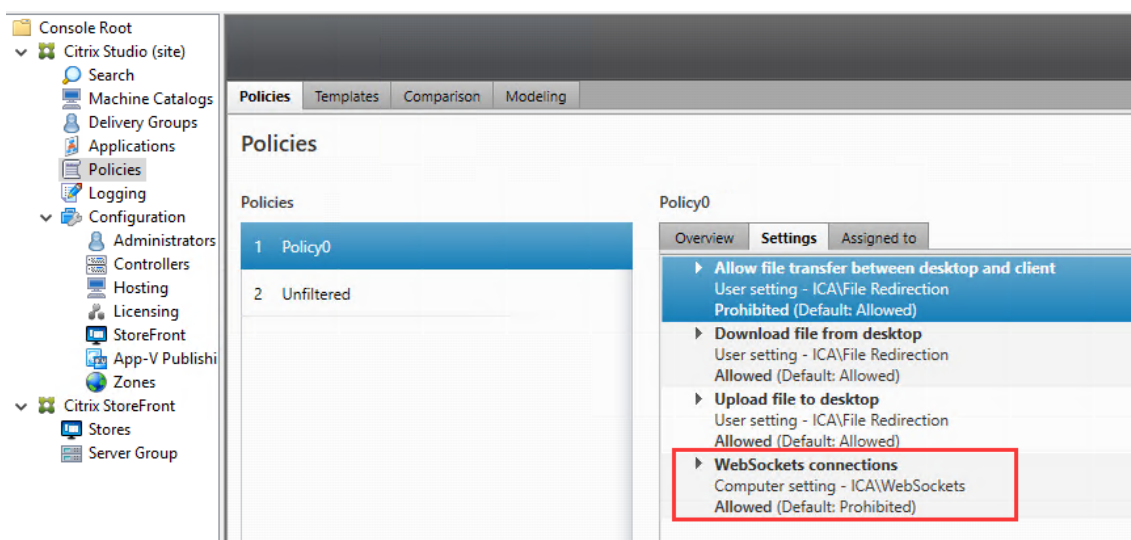 Console Root
Citrix Studio (site)
Search
Machine Catalogs
Delivery Groups
Applications
Policies
Logging
Configuration
Administrators
Controllers
Hosting
Licensing
StoreFront
App-V Publishi
Zones
Citrix StoreFront
Stores
Server Group
Policies Templates Comparison Modeling
Policies
Policies
1 Policy0
2 Unfiltered
Policy0
Overview Settings Assigned to
Allow file transfer between desktop and client
User setting - ICA\File Redirection
Prohibited (Default: Allowed)
Download file from desktop
User setting - ICA\File Redirection
Allowed (Default: Allowed)
Upload file to desktop
User setting - ICA\File Redirection
Allowed (Default: Allowed)
WebSockets connections
Computer setting - ICA\WebSockets
Allowed (Default: Prohibited)